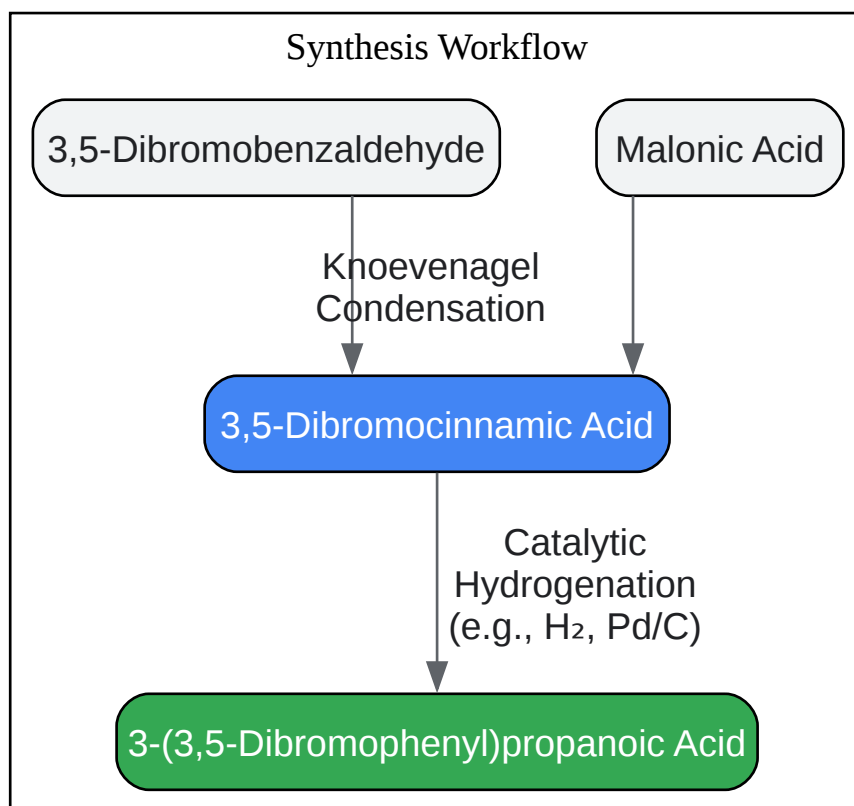 Synthesis Workflow
3,5-Dibromobenzaldehyde
Malonic Acid
Knoevenagel
Condensation
3,5-Dibromocinnamic Acid
Catalytic
Hydrogenation
(e.g., H₂, Pd/C)
3-(3,5-Dibromophenyl)propanoic Acid